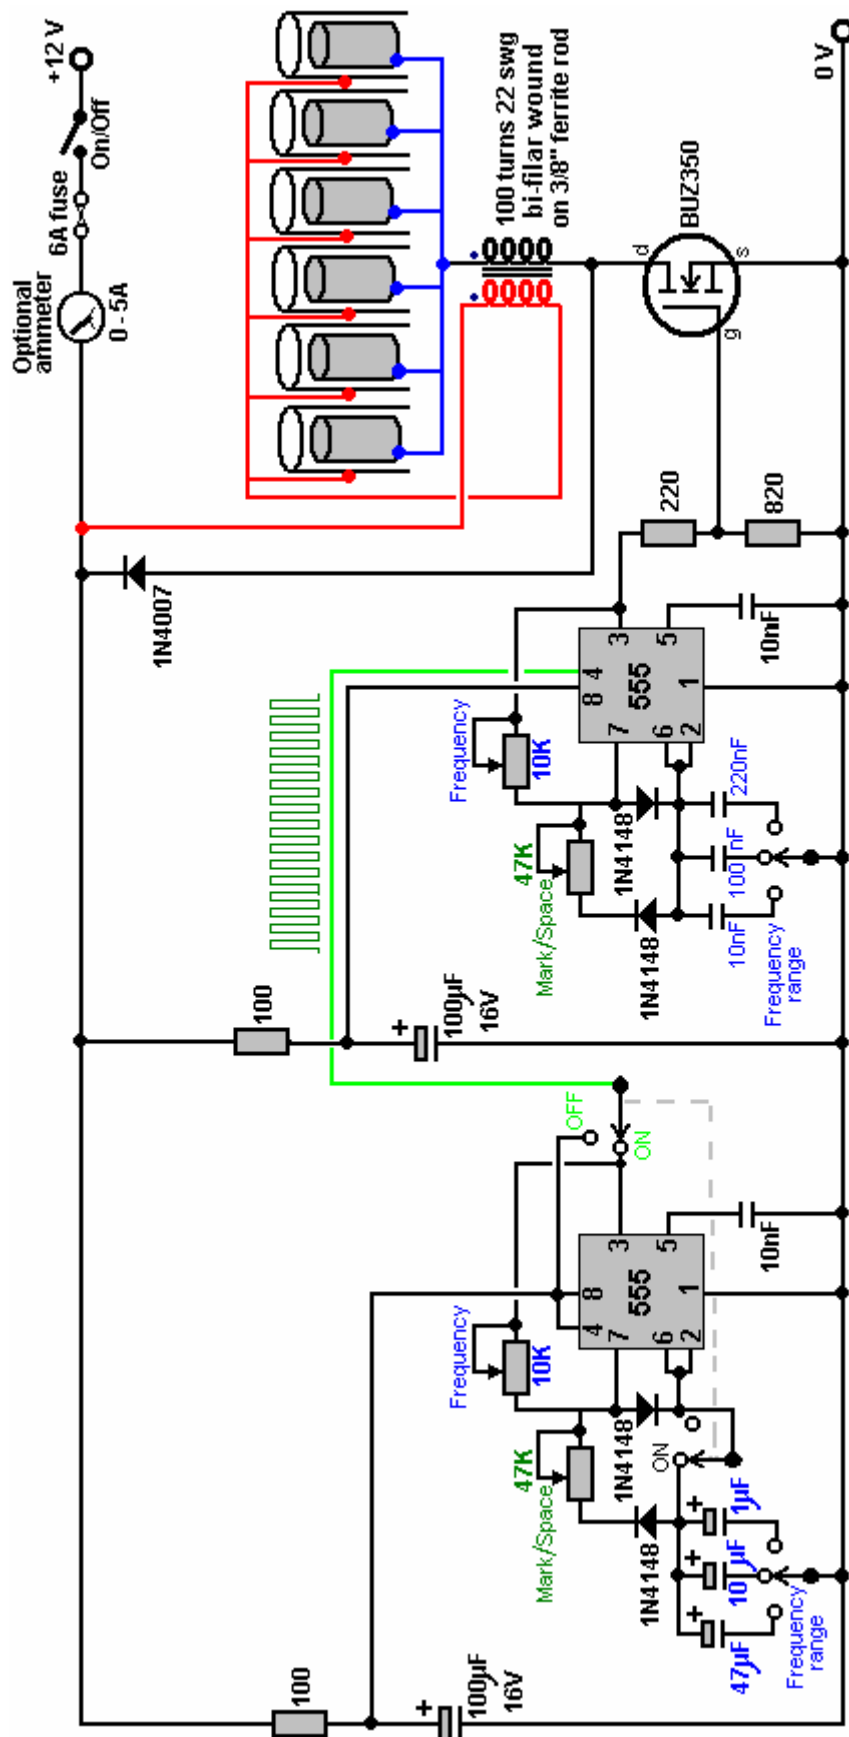 +12 V
On/Off
6A fuse
Optional
ammeter
0 - 5A
100 turns 22 swg
bi-filar wound
on 3/8" ferrite rod
0 V
BUZ350
d
s
g
1N4007
220
820
3
5
4
8
555
1
7
6
2
10nF
Frequency
10K
47K
Mark/Space
1N4148
1N4148
220nF
100 nF
10nF
Frequency
range
100
+
100µF
16V
OFF
ON
3
5
8
4
555
1
7
6
2
10nF
Frequency
10K
47K
Mark/Space
1N4148
1N4148
ON
+
1µF
+
10 µF
+
47µF
Frequency
range
100
+
100µF
16V